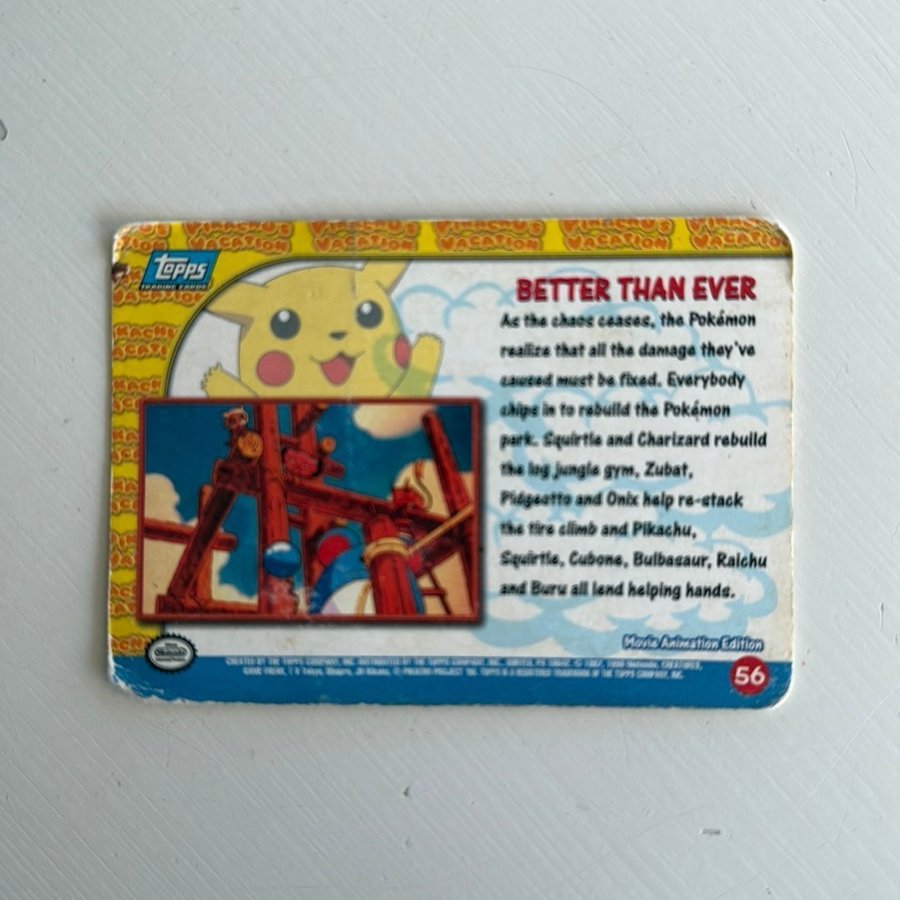 PIKACHU'S VACATION
topps
TRADING CARDS
BETTER THAN EVER
As the chaos ceases, the Pokémon
realize that all the damage they've
caused must be fixed. Everybody
chips in to rebuild the Pokémon
park. Squirtle and Charizard rebuild
the log jungle gym, Zubat,
Pidgeotto and Onix help re-stack
the tire climb and Pikachu,
Squirtle, Cubone, Bulbasaur, Raichu
and Buru all lend helping hands.
Movie Animation Edition
Nintendo
56